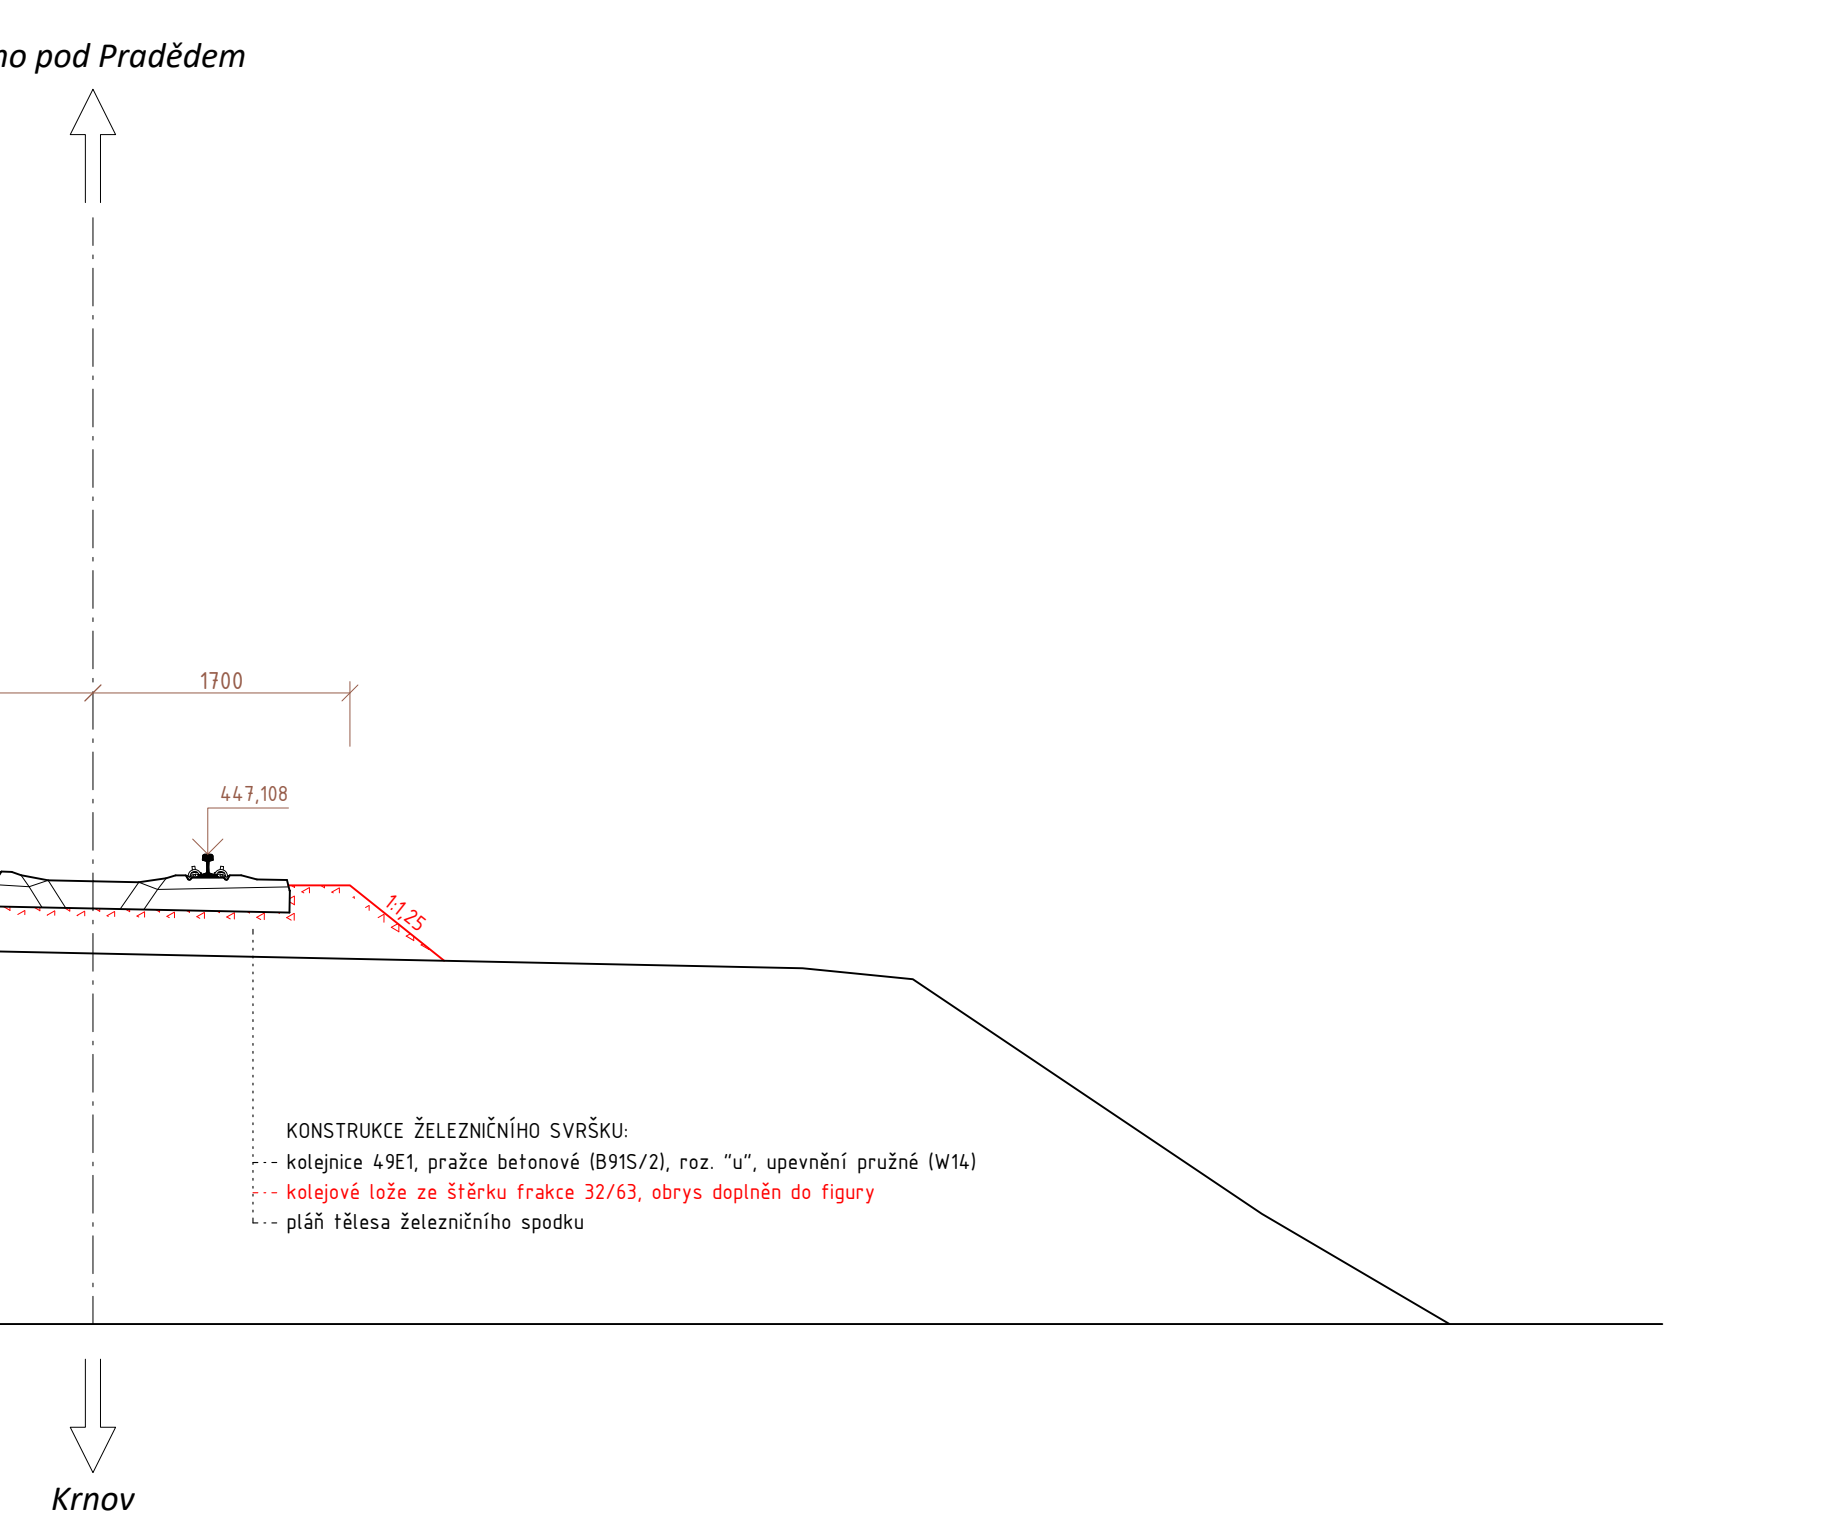 no pod Pradědem
1700
447,108
1:1,25
KONSTRUKCE ŽELEZNIČNÍHO SVRŠKU:
kolejnice 49E1, pražce betonové (B91S/2), roz. "u", upevnění pružné (W14)
kolejové lože ze štěrku frakce 32/63, obrys doplněn do figury
pláň tělesa železničního spodku
Krnov